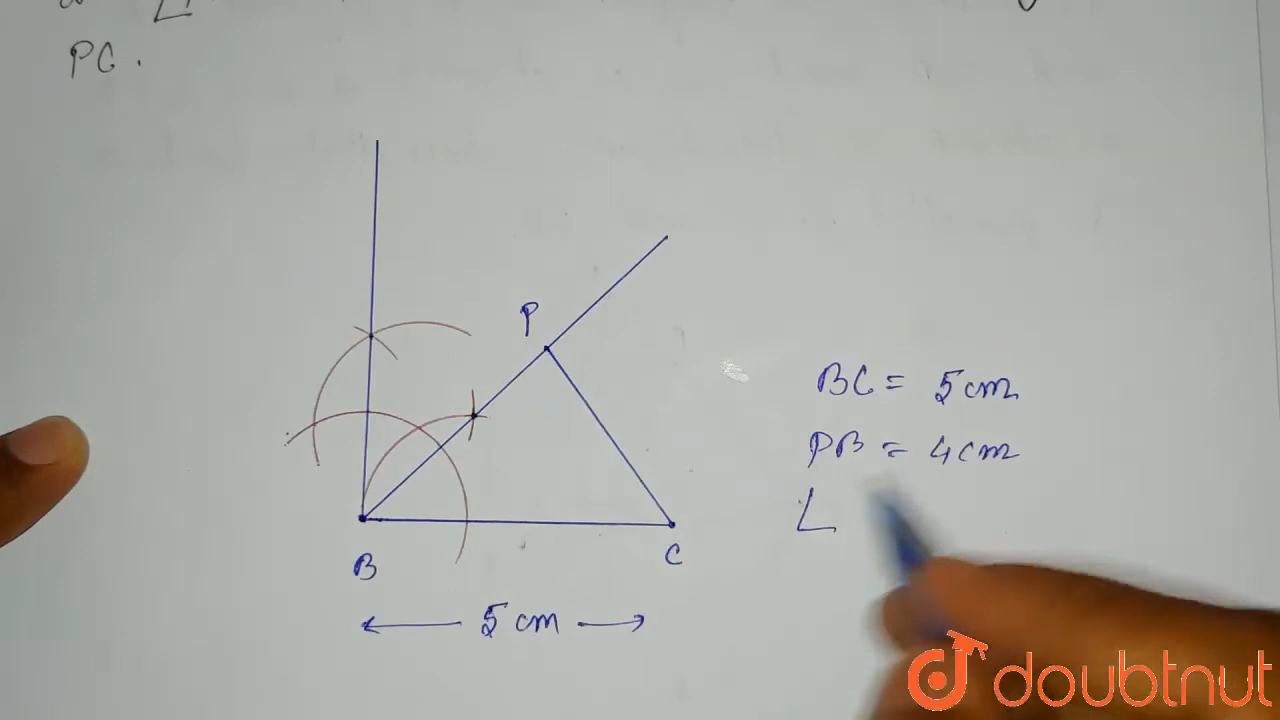 PC.
P
BC = 5cm
PB = 4cm
∠
B
C
5 cm
doubtnut